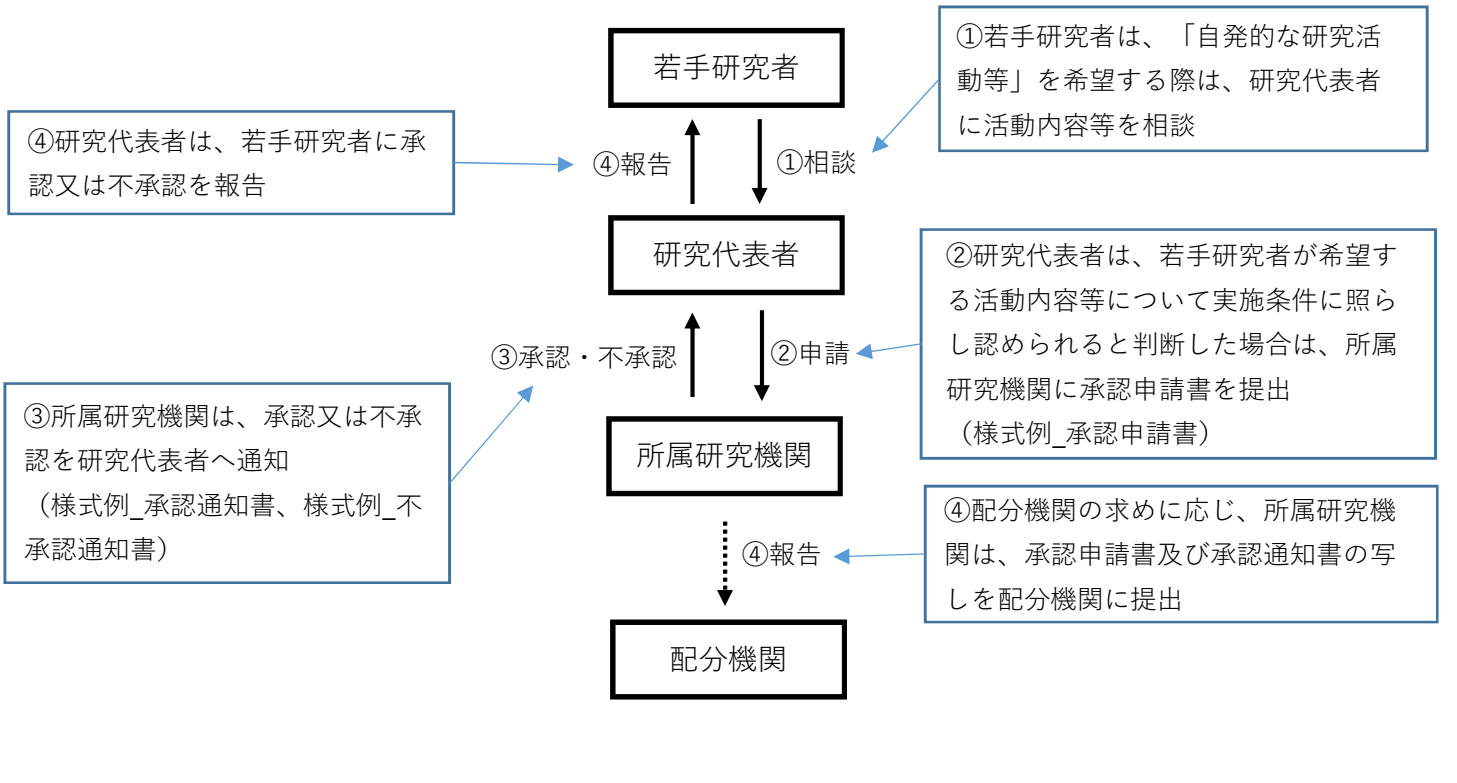 若手研究者
①若手研究者は、「自発的な研究活
動等」を希望する際は、研究代表者
に活動内容等を相談
④研究代表者は、若手研究者に承
認又は不承認を報告
④報告
①相談
研究代表者
②研究代表者は、若手研究者が希望す
る活動内容等について実施条件に照ら
し認められると判断した場合は、所属
研究機関に承認申請書を提出
（様式例_承認申請書）
③承認・不承認
②申請
③所属研究機関は、承認又は不承
認を研究代表者へ通知
（様式例_承認通知書、様式例_不
承認通知書）
所属研究機関
④配分機関の求めに応じ、所属研究機
関は、承認申請書及び承認通知書の写
しを配分機関に提出
④報告
配分機関